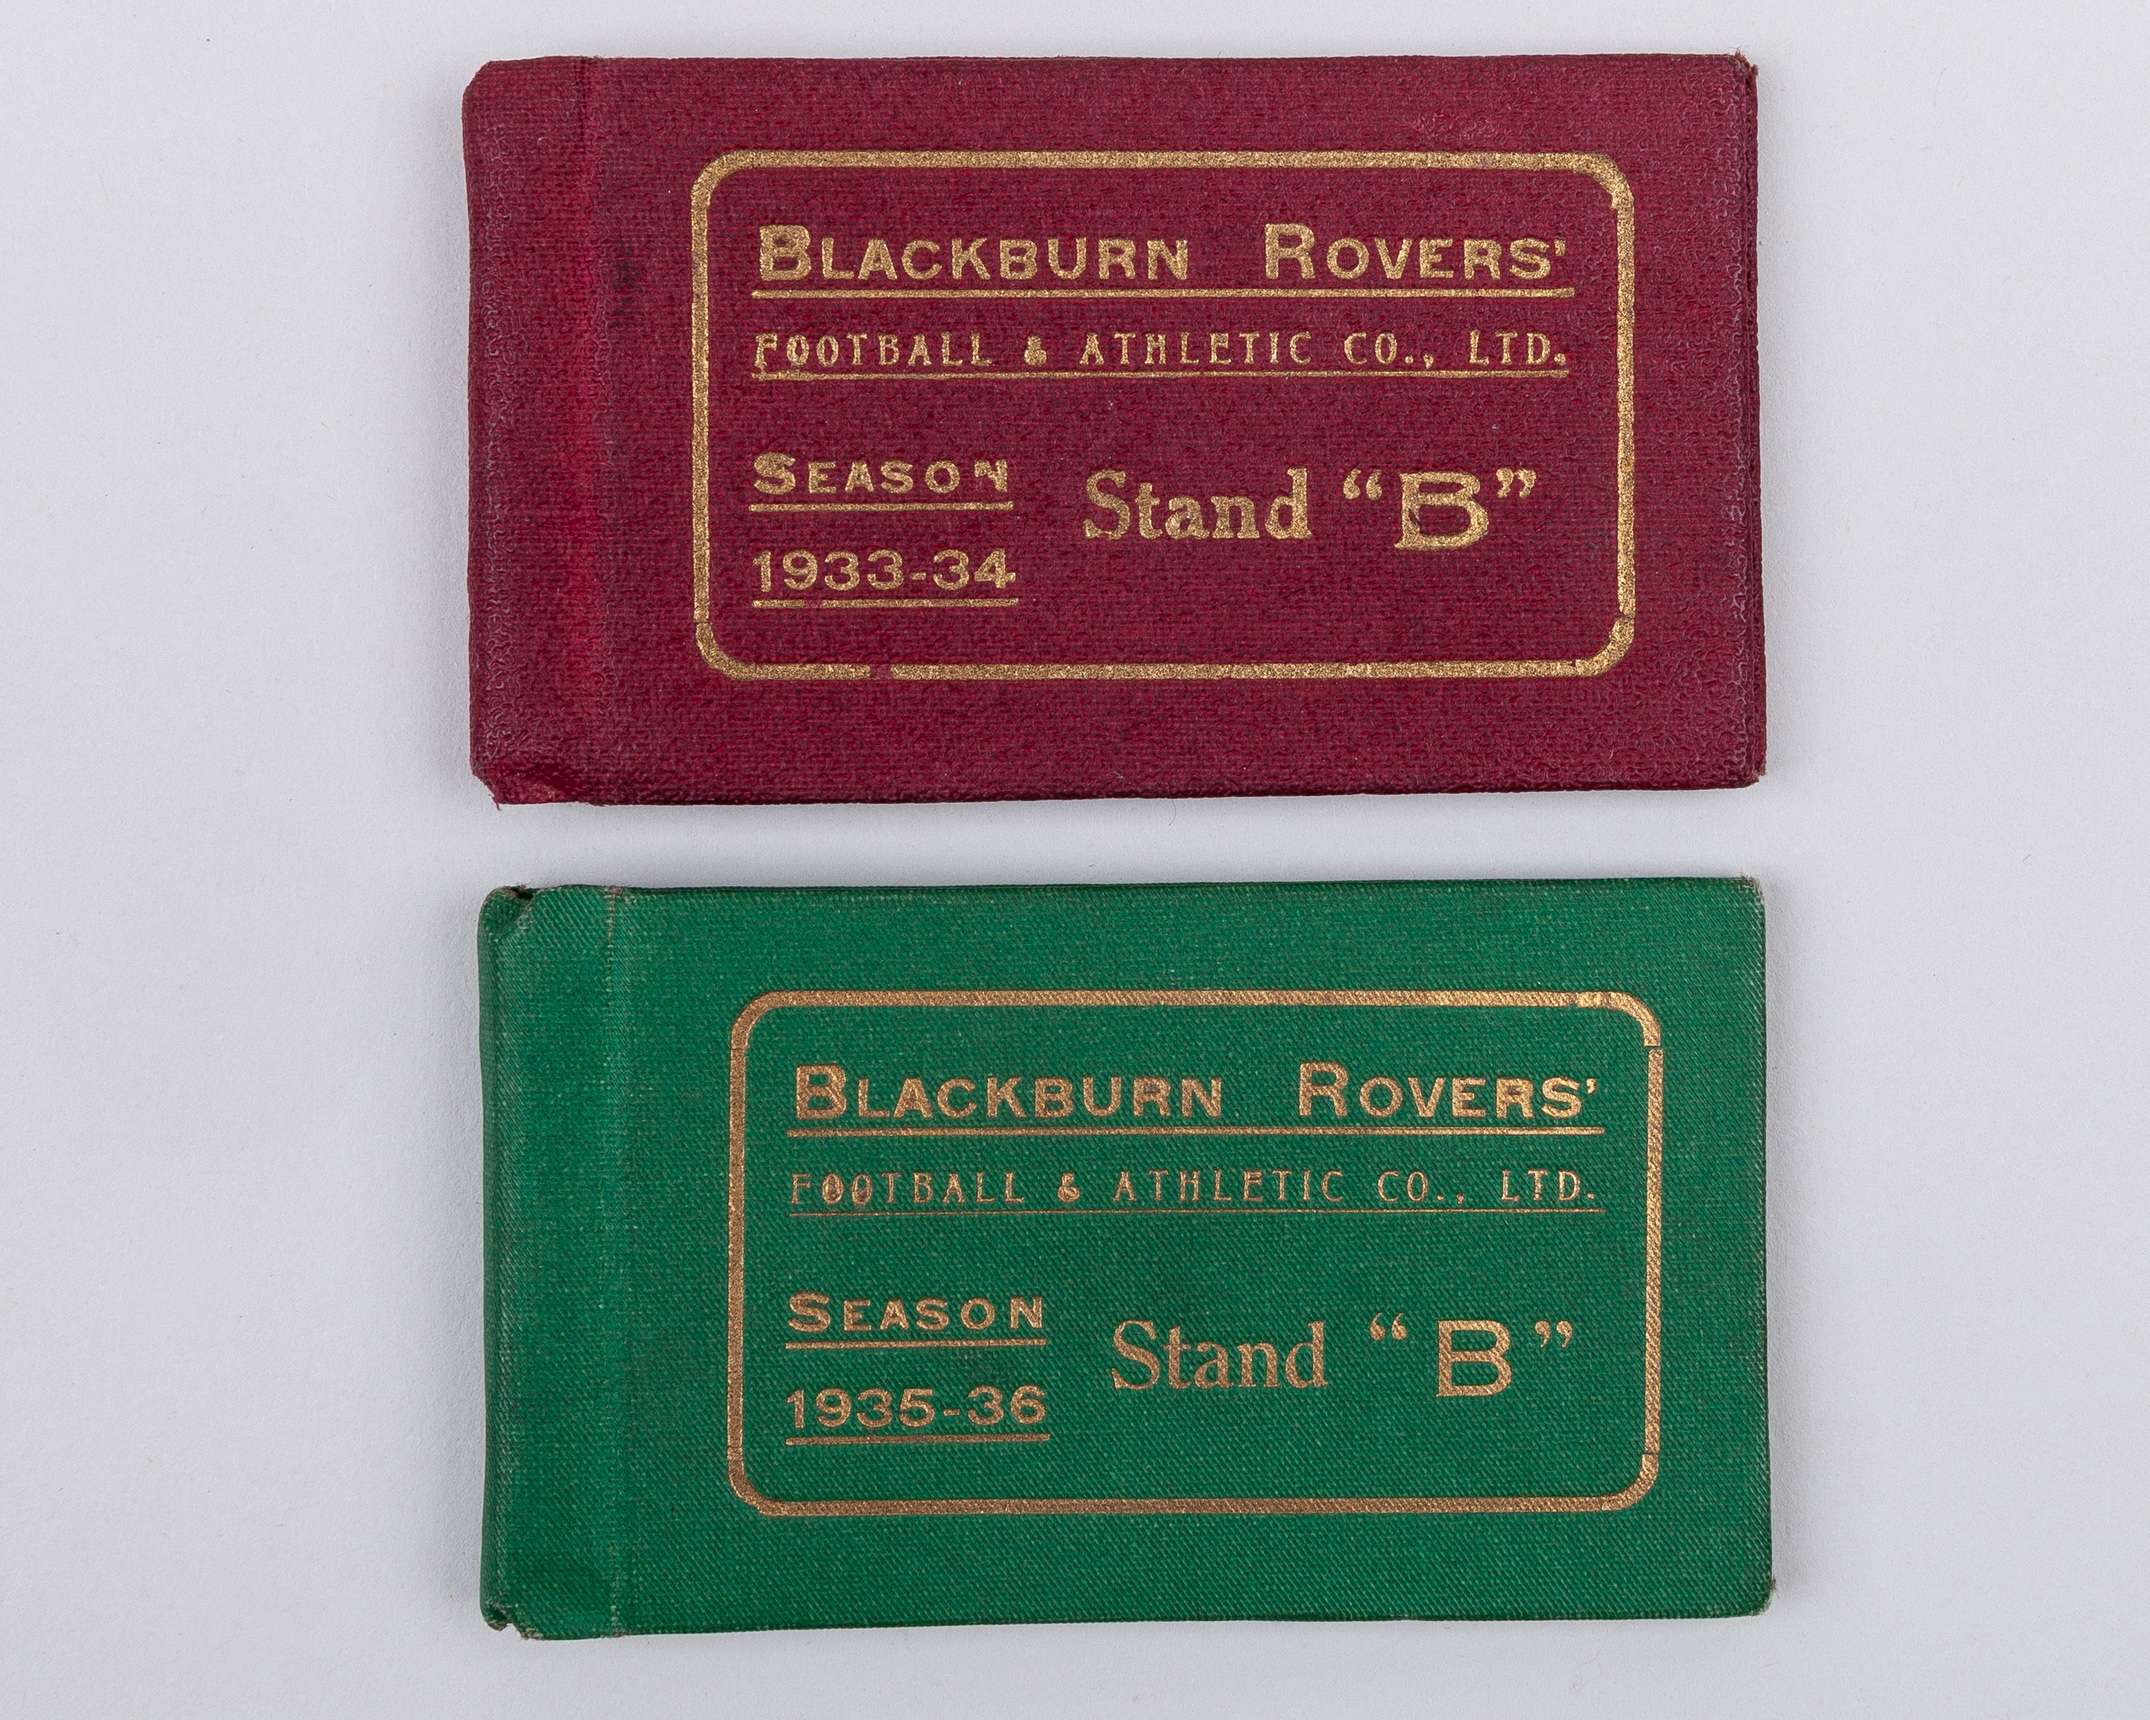 BLACKBURN ROVERS'
FOOTBALL & ATHLETIC CO., LTD.
SEASON
1933-34
Stand “B”
BLACKBURN ROVERS'
FOOTBALL & ATHLETIC CO., LTD.
SEASON
1935-36
Stand “B”